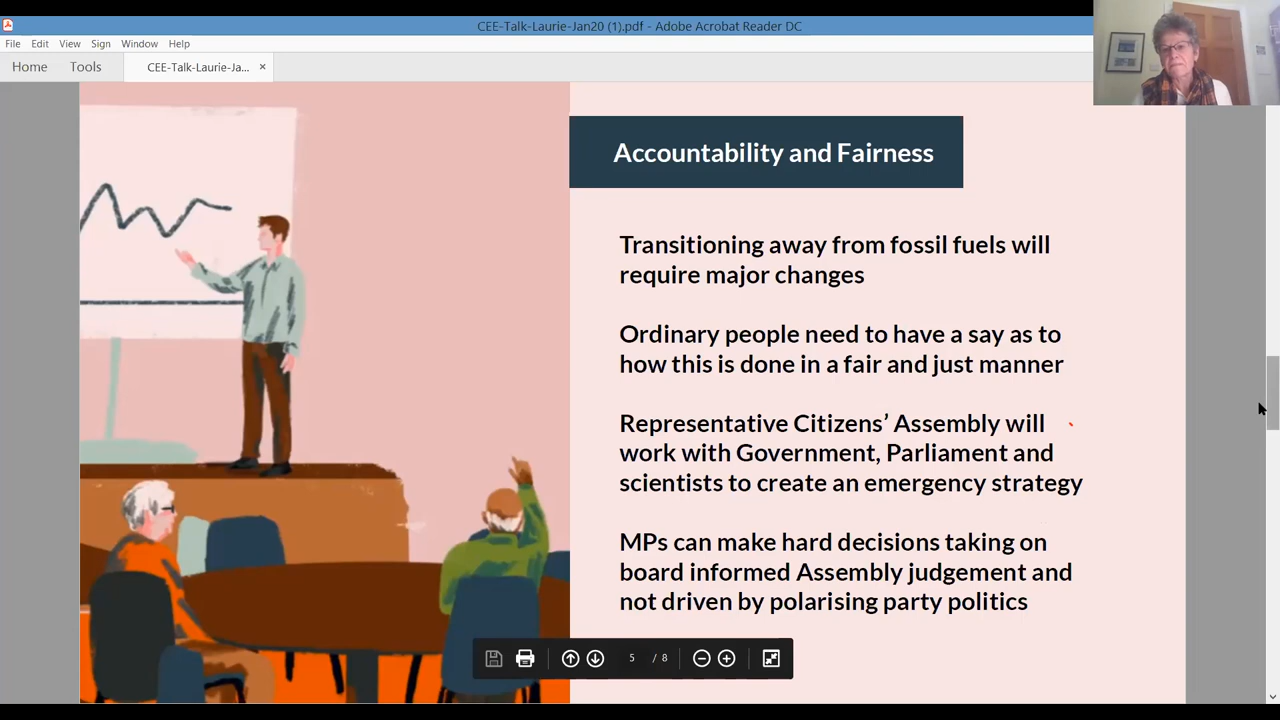 CEE-Talk-Laurie-Jan20 (1).pdf - Adobe Acrobat Reader DC
File Edit View Sign Window Help
Home Tools CEE-Talk-Laurie-Ja... ×
Accountability and Fairness
Transitioning away from fossil fuels will
require major changes
Ordinary people need to have a say as to
how this is done in a fair and just manner
Representative Citizens’ Assembly will
work with Government, Parliament and
scientists to create an emergency strategy
MPs can make hard decisions taking on
board informed Assembly judgement and
not driven by polarising party politics
5 / 8